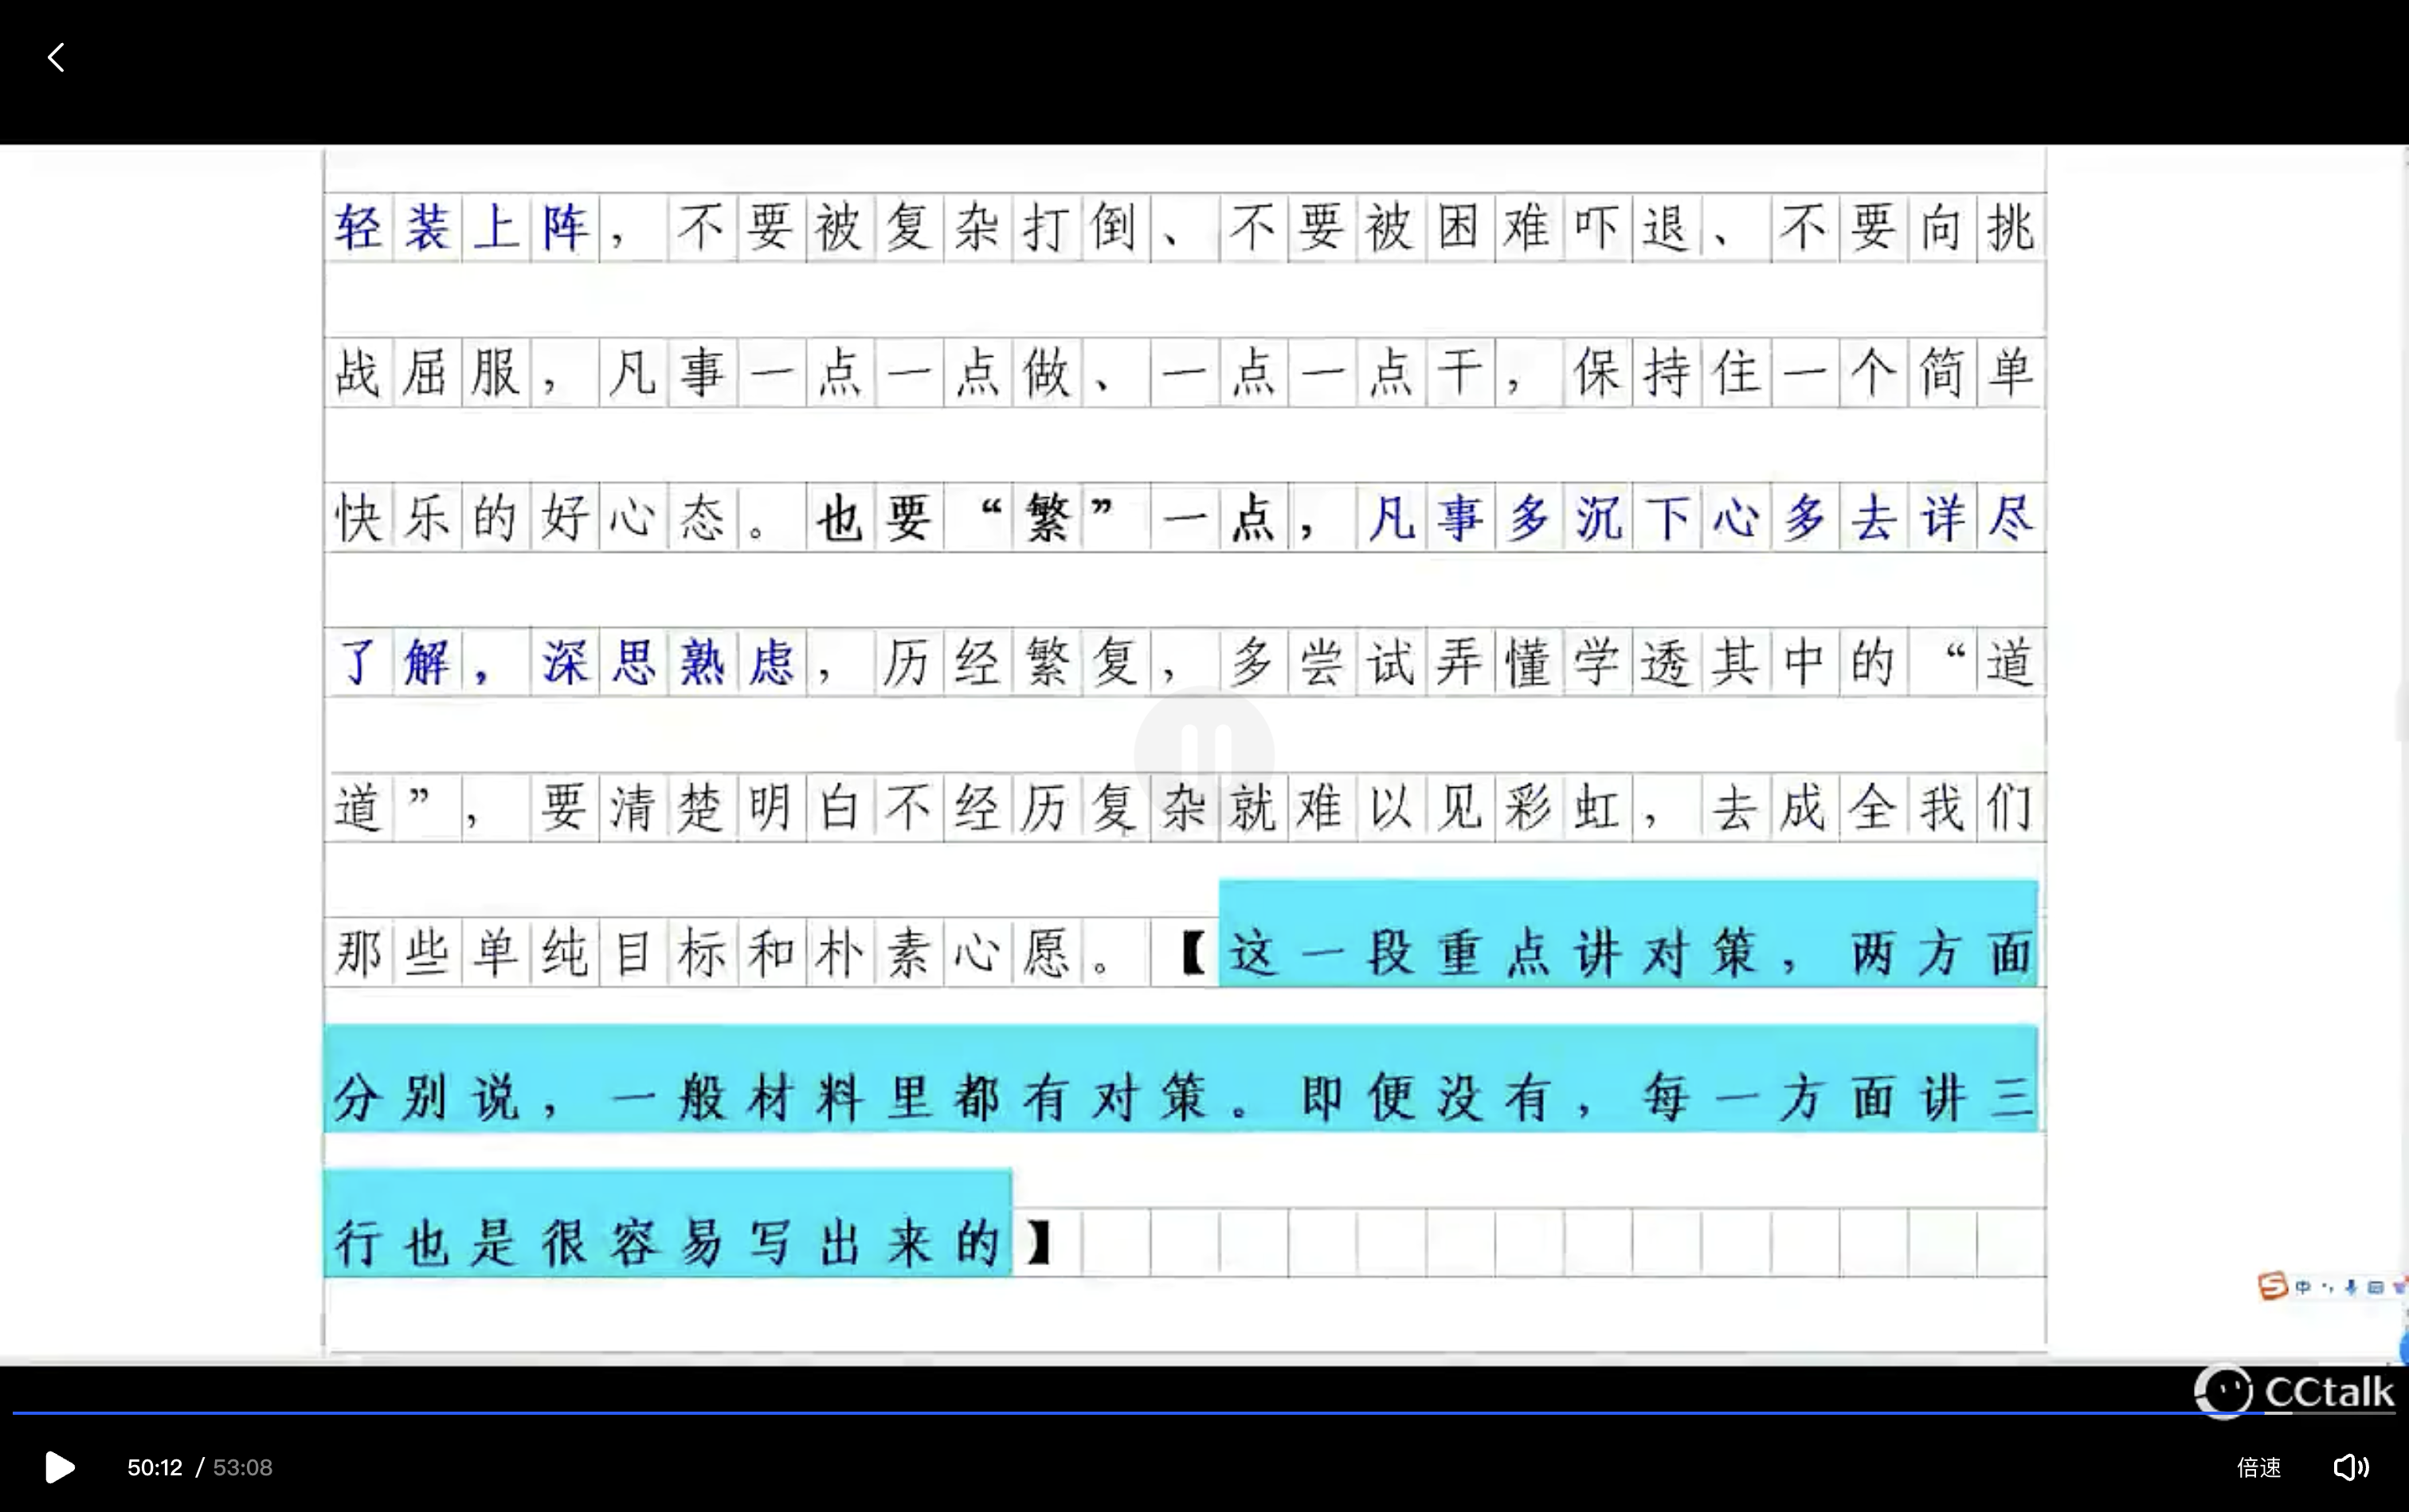 轻装上阵，不要被复杂打倒、不要被困难吓退、不要向挑
战屈服，凡事一点一点做、一点一点干，保持住一个简单
快乐的好心态。也要“繁”一点，凡事多沉下心多去详尽
了解，深思熟虑，历经繁复，多尝试弄懂学透其中的“道
道”，要清楚明白不经历复杂就难以见彩虹，去成全我们
那些单纯目标和朴素心愿。【这一段重点讲对策，两方面
分别说，一般材料里都有对策。即便没有，每一方面讲三
行也是很容易写出来的】
中
CCtalk
50:12 / 53:08
倍速